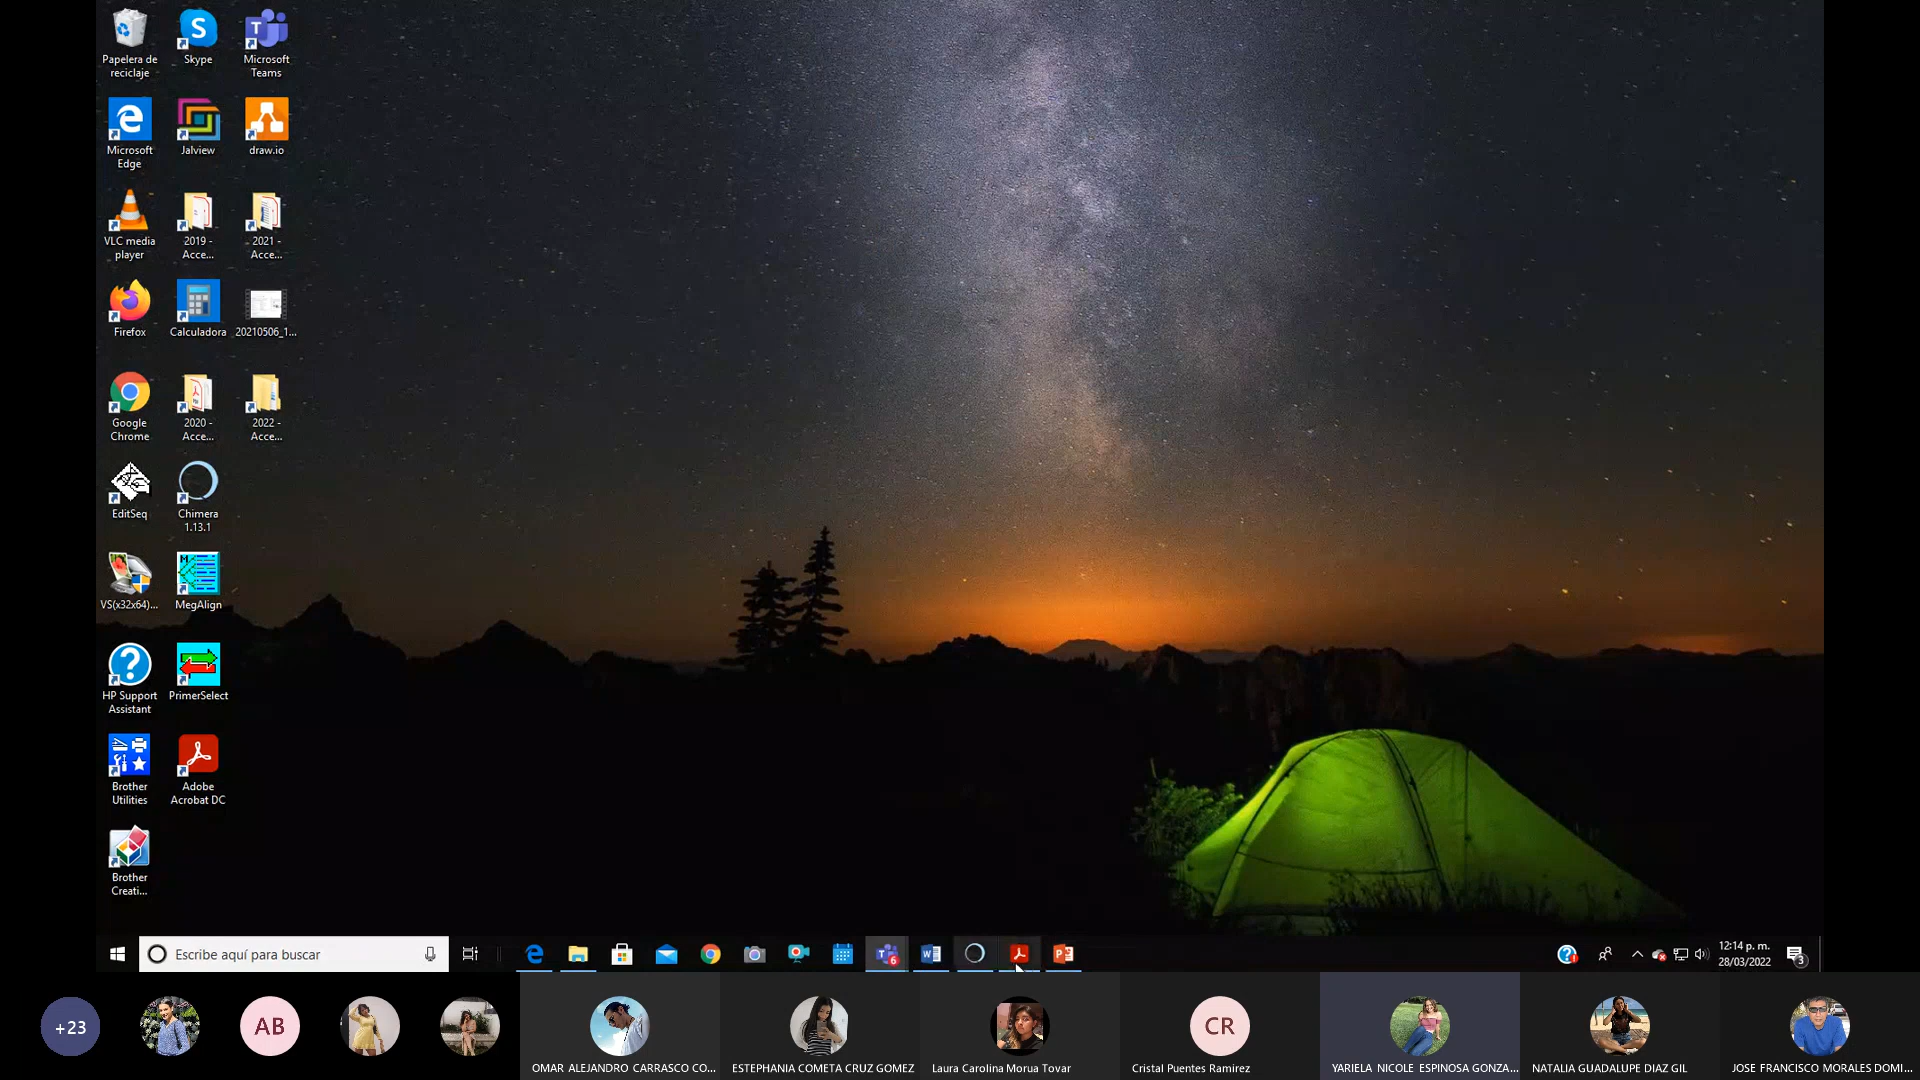 Papelera de
reciclaje
Skype
Microsoft
Teams
Microsoft
Edge
Jalview
draw.io
VLC media
player
2019 -
Acce...
2021 -
Acce...
Firefox
Calculadora
20210506_1...
Google
Chrome
2020 -
Acce...
2022 -
Acce...
EditSeq
Chimera
1.13.1
VS(x32x64)...
MegAlign
HP Support
Assistant
PrimerSelect
Brother
Utilities
Adobe
Acrobat DC
Brother
Creati...
Escribe aquí para buscar
6
12:14 p. m.
28/03/2022
3
+23
AB
CR
OMAR ALEJANDRO CARRASCO CO...
ESTEPHANIA COMETA CRUZ GOMEZ
Laura Carolina Morua Tovar
Cristal Puentes Ramirez
YARIELA NICOLE ESPINOSA GONZA...
NATALIA GUADALUPE DIAZ GIL
JOSE FRANCISCO MORALES DOMI...